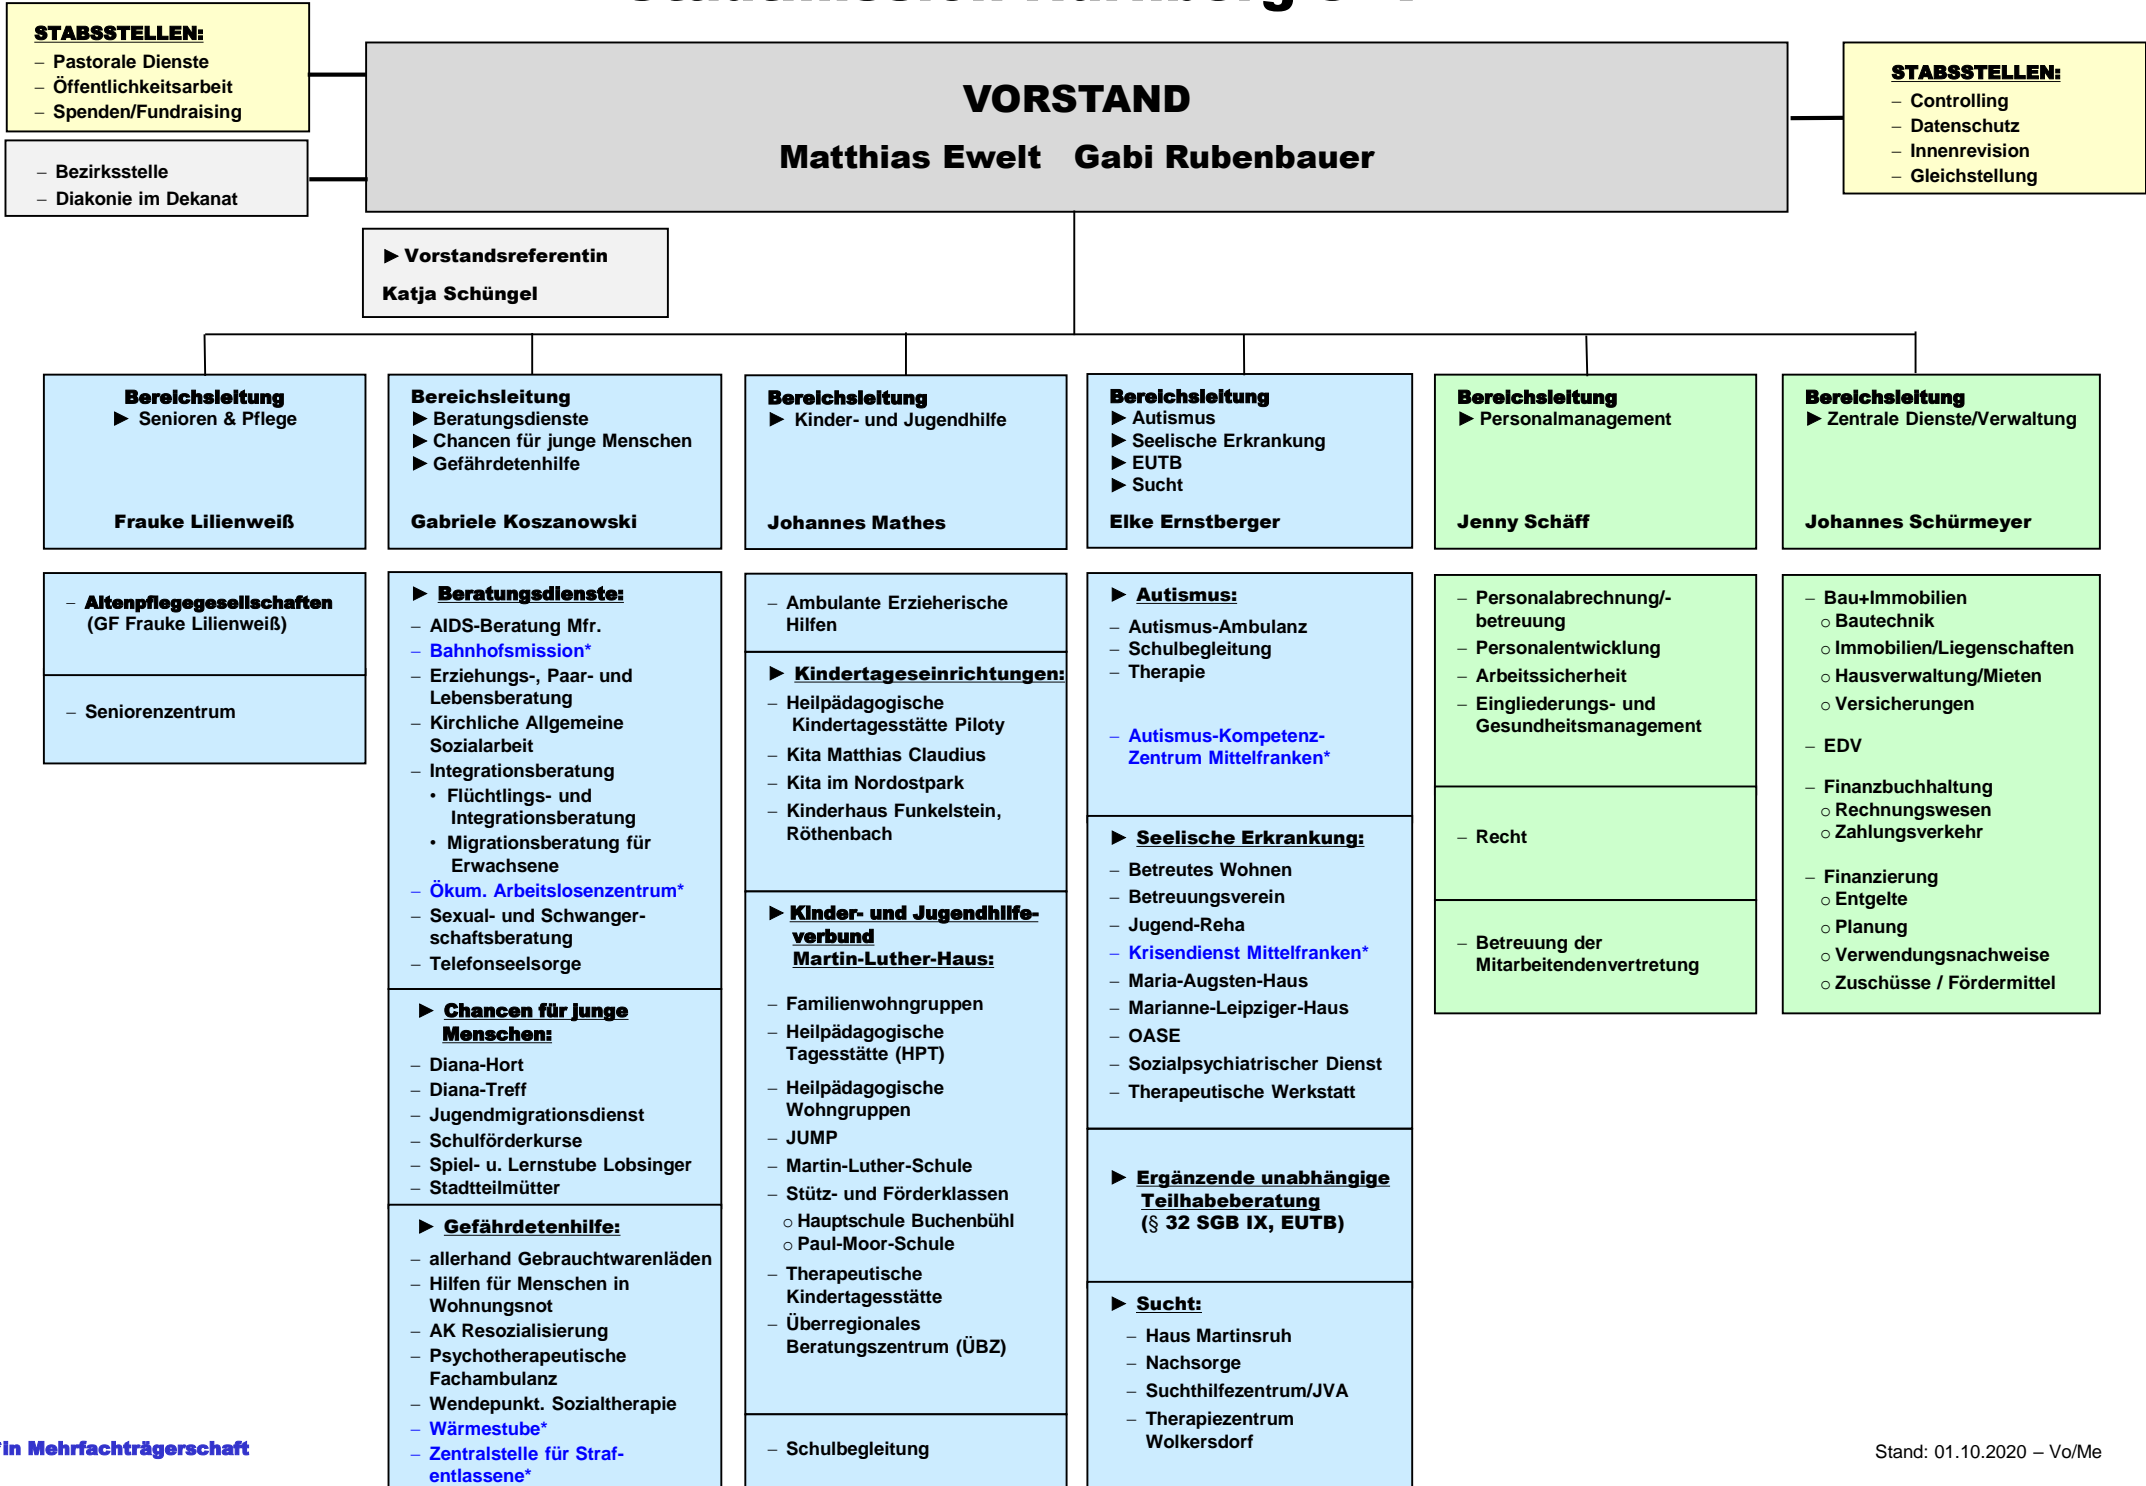 STABSSTELLEN:
– Pastorale Dienste
– Öffentlichkeitsarbeit
– Spenden/Fundraising
– Bezirksstelle
– Diakonie im Dekanat
VORSTAND
Matthias Ewelt Gabi Rubenbauer
STABSSTELLEN:
– Controlling
– Datenschutz
– Innenrevision
– Gleichstellung
► Vorstandsreferentin
Katja Schüngel
Bereichsleitung
► Senioren & Pflege
Frauke Lilienweiß
– Altenpflegegesellschaften
(GF Frauke Lilienweiß)
– Seniorenzentrum
Bereichsleitung
► Beratungsdienste
► Chancen für junge Menschen
► Gefährdetenhilfe
Gabriele Koszanowski
► Beratungsdienste:
– AIDS-Beratung Mfr.
– Bahnhofsmission*
– Erziehungs-, Paar- und
Lebensberatung
– Kirchliche Allgemeine
Sozialarbeit
– Integrationsberatung
• Flüchtlings- und
Integrationsberatung
• Migrationsberatung für
Erwachsene
– Ökum. Arbeitslosenzentrum*
– Sexual- und Schwanger-
schaftsberatung
– Telefonseelsorge
► Chancen für junge
Menschen:
– Diana-Hort
– Diana-Treff
– Jugendmigrationsdienst
– Schulförderkurse
– Spiel- u. Lernstube Lobsinger
– Stadtteilmütter
► Gefährdetenhilfe:
– allerhand Gebrauchtwarenläden
– Hilfen für Menschen in
Wohnungsnot
– AK Resozialisierung
– Psychotherapeutische
Fachambulanz
– Wendepunkt. Sozialtherapie
– Wärmestube*
– Zentralstelle für Straf-
entlassene*
Bereichsleitung
► Kinder- und Jugendhilfe
Johannes Mathes
– Ambulante Erzieherische
Hilfen
► Kindertageseinrichtungen:
– Heilpädagogische
Kindertagesstätte Piloty
– Kita Matthias Claudius
– Kita im Nordostpark
– Kinderhaus Funkelstein,
Röthenbach
► Kinder- und Jugendhilfe-
verbund
Martin-Luther-Haus:
– Familienwohngruppen
– Heilpädagogische
Tagesstätte (HPT)
– Heilpädagogische
Wohngruppen
– JUMP
– Martin-Luther-Schule
– Stütz- und Förderklassen
○ Hauptschule Buchenbühl
○ Paul-Moor-Schule
– Therapeutische
Kindertagesstätte
– Überregionales
Beratungszentrum (ÜBZ)
– Schulbegleitung
Bereichsleitung
► Autismus
► Seelische Erkrankung
► EUTB
► Sucht
Elke Ernstberger
► Autismus:
– Autismus-Ambulanz
– Schulbegleitung
– Therapie
– Autismus-Kompetenz-
Zentrum Mittelfranken*
► Seelische Erkrankung:
– Betreutes Wohnen
– Betreuungsverein
– Jugend-Reha
– Krisendienst Mittelfranken*
– Maria-Augsten-Haus
– Marianne-Leipziger-Haus
– OASE
– Sozialpsychiatrischer Dienst
– Therapeutische Werkstatt
► Ergänzende unabhängige
Teilhabeberatung
(§ 32 SGB IX, EUTB)
► Sucht:
– Haus Martinsruh
– Nachsorge
– Suchthilfezentrum/JVA
– Therapiezentrum
Wolkersdorf
Bereichsleitung
► Personalmanagement
Jenny Schäff
– Personalabrechnung/-
betreuung
– Personalentwicklung
– Arbeitssicherheit
– Eingliederungs- und
Gesundheitsmanagement
– Recht
– Betreuung der
Mitarbeitendenvertretung
Bereichsleitung
► Zentrale Dienste/Verwaltung
Johannes Schürmeyer
– Bau+Immobilien
○ Bautechnik
○ Immobilien/Liegenschaften
○ Hausverwaltung/Mieten
○ Versicherungen
– EDV
– Finanzbuchhaltung
○ Rechnungswesen
○ Zahlungsverkehr
– Finanzierung
○ Entgelte
○ Planung
○ Verwendungsnachweise
○ Zuschüsse / Fördermittel
*in Mehrfachträgerschaft
Stand: 01.10.2020 – Vo/Me